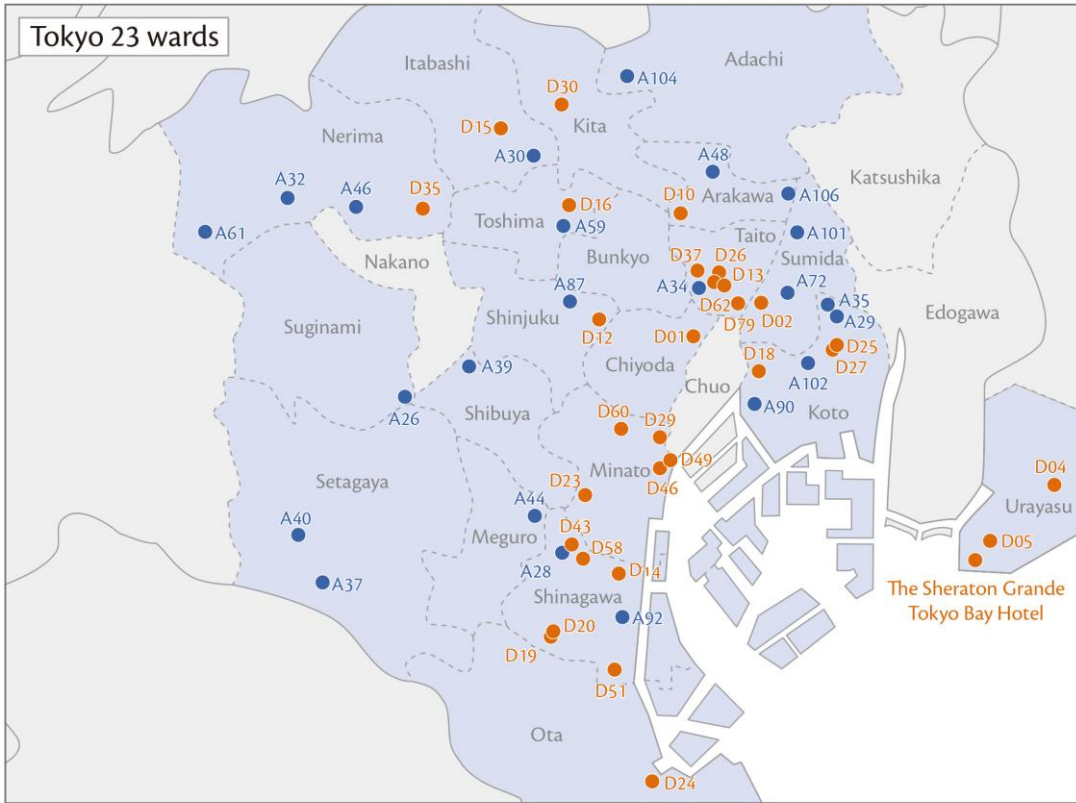 Tokyo 23 wards
Itabashi
Adachi
A104
D30
Kita
D15
Nerima
A30
A48
Katsushika
A32
A46
D35
Arakawa
A106
D16
D10
Toshima
A59
Taito
A101
A61
Nakano
Bunkyo
D37
D26
Sumida
D13
A87
A34
A72
A35
Shinjuku
D62
A29
Edogawa
Suginami
D12
D79
D02
D01
D25
D18
D27
A39
Chiyoda
A102
Chuo
A26
Shibuya
A90
Koto
D60
D29
D49
Minato
D04
Setagaya
D23
D46
A44
Urayasu
A40
Meguro
D43
D05
D58
A28
D14
A37
The Sheraton Grande
Tokyo Bay Hotel
Shinagawa
A92
D20
D19
D51
Ota
D24